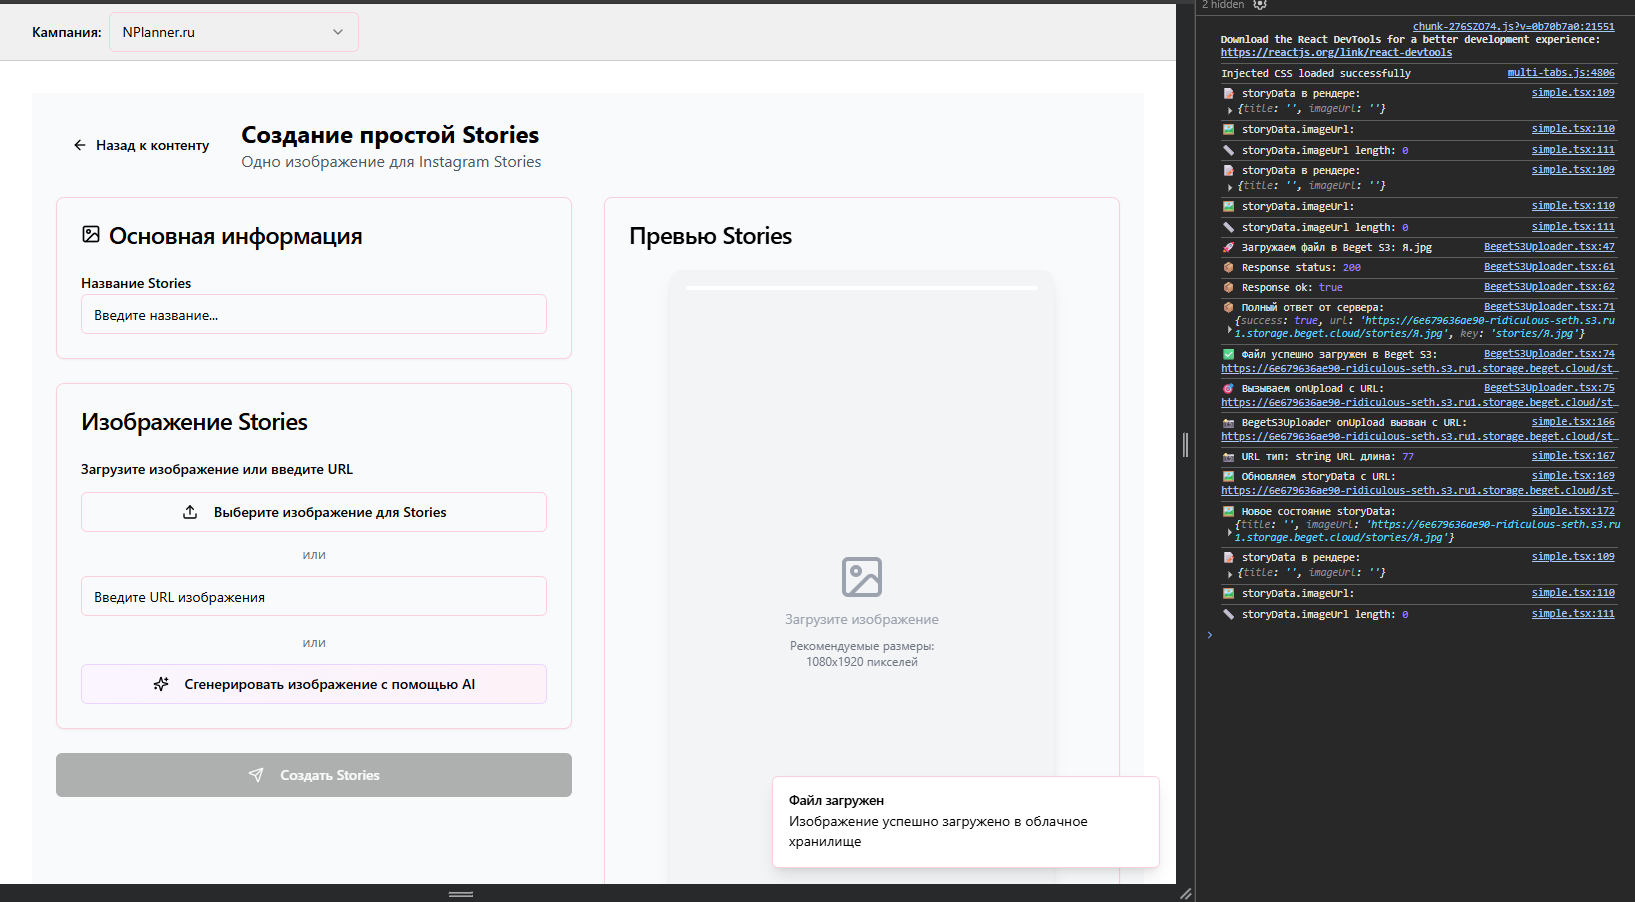 Кампания:
NPlanner.ru
Назад к контенту
Создание простой Stories
Одно изображение для Instagram Stories
Основная информация
Название Stories
Введите название...
Изображение Stories
Загрузите изображение или введите URL
Выберите изображение для Stories
или
Введите URL изображения
или
Сгенерировать изображение с помощью AI
Создать Stories
Превью Stories
Загрузите изображение
Рекомендуемые размеры:
1080x1920 пикселей
Файл загружен
Изображение успешно загружено в облачное
хранилище
2 hidden
chunk-276SZO74.js?v=0b70b7a0:21551
Download the React DevTools for a better development experience:
https://reactjs.org/link/react-devtools
Injected CSS loaded successfully multi-tabs.js:4806
storyData в рендере: simple.tsx:109
{title: '', imageUrl: ''}
storyData.imageUrl: simple.tsx:110
storyData.imageUrl length: 0 simple.tsx:111
storyData в рендере: simple.tsx:109
{title: '', imageUrl: ''}
storyData.imageUrl: simple.tsx:110
storyData.imageUrl length: 0 simple.tsx:111
Загружаем файл в Beget S3: Я.jpg BegetS3Uploader.tsx:47
Response status: 200 BegetS3Uploader.tsx:61
Response ok: true BegetS3Uploader.tsx:62
Полный ответ от сервера: BegetS3Uploader.tsx:71
{success: true, url: 'https://6e679636ae90-ridiculous-seth.s3.ru
1.storage.beget.cloud/stories/Я.jpg', key: 'stories/Я.jpg'}
Файл успешно загружен в Beget S3: BegetS3Uploader.tsx:74
https://6e679636ae90-ridiculous-seth.s3.ru1.storage.beget.cloud/st…
Вызываем onUpload с URL: BegetS3Uploader.tsx:75
https://6e679636ae90-ridiculous-seth.s3.ru1.storage.beget.cloud/st…
BegetS3Uploader onUpload вызван с URL: simple.tsx:166
https://6e679636ae90-ridiculous-seth.s3.ru1.storage.beget.cloud/st…
URL тип: string URL длина: 77 simple.tsx:167
Обновляем storyData с URL: simple.tsx:169
https://6e679636ae90-ridiculous-seth.s3.ru1.storage.beget.cloud/st…
Новое состояние storyData: simple.tsx:172
{title: '', imageUrl: 'https://6e679636ae90-ridiculous-seth.s3.ru
1.storage.beget.cloud/stories/Я.jpg'}
storyData в рендере: simple.tsx:109
{title: '', imageUrl: ''}
storyData.imageUrl: simple.tsx:110
storyData.imageUrl length: 0 simple.tsx:111